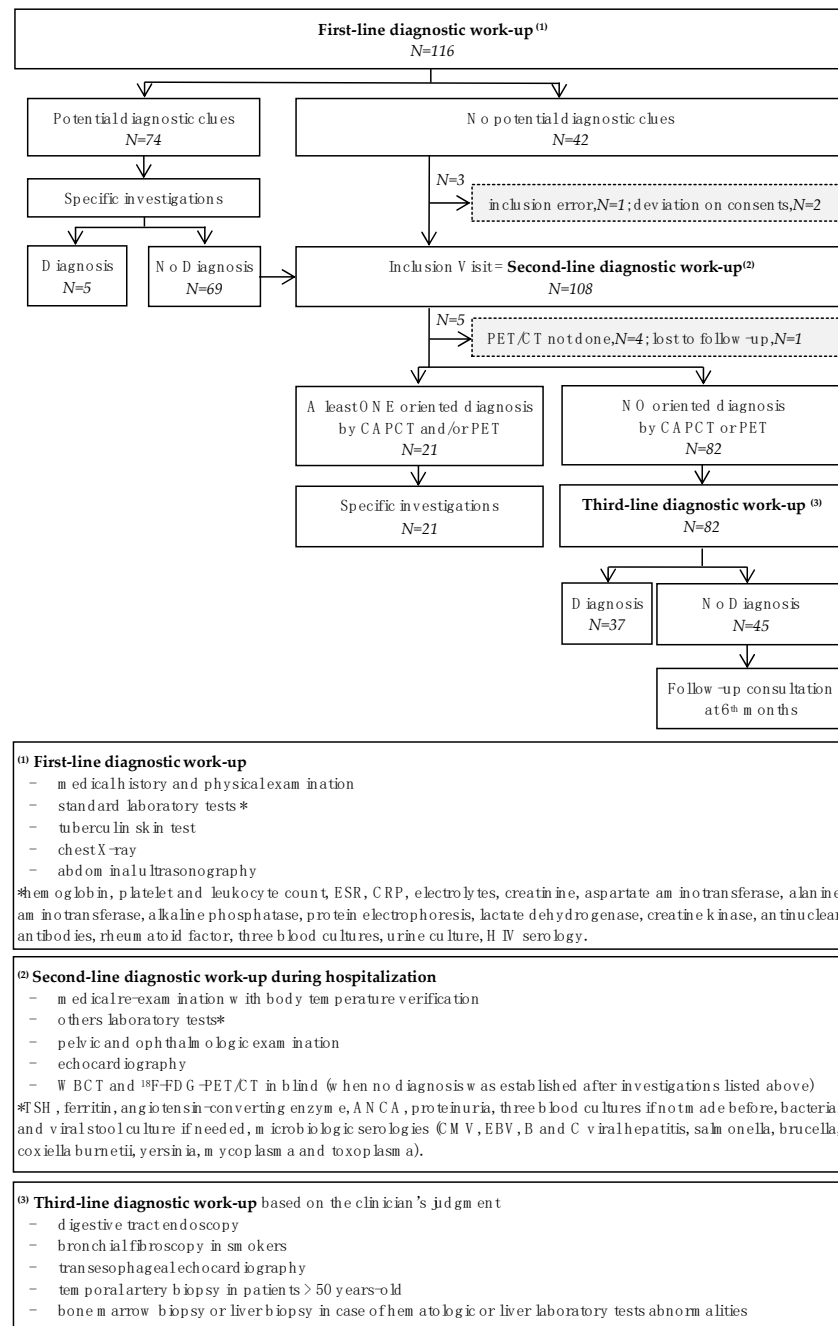 First-line diagnostic work-up (1)
N=116
Potential diagnostic clues
N=74
No potential diagnostic clues
N=42
N=3
Specific investigations
inclusion error, N=1; deviation on consents, N=2
Diagnosis
N=5
No Diagnosis
N=69
Inclusion Visit = Second-line diagnostic work-up(2)
N=108
N=5
PET/CT not done, N=4; lost to follow-up, N=1
A least ONE oriented diagnosis
by CAPCT and/or PET
N=21
NO oriented diagnosis
by CAPCT or PET
N=82
Specific investigations
N=21
Third-line diagnostic work-up (3)
N=82
Diagnosis
N=37
No Diagnosis
N=45
Follow-up consultation
at 6th months
(1) First-line diagnostic work-up
- medical history and physical examination
- standard laboratory tests *
- tuberculin skin test
- chest X-ray
- abdominal ultrasonography
*hemoglobin, platelet and leukocyte count, ESR, CRP, electrolytes, creatinine, aspartate aminotransferase, alanine
aminotransferase, alkaline phosphatase, protein electrophoresis, lactate dehydrogenase, creatine kinase, antinuclear
antibodies, rheumatoid factor, three blood cultures, urine culture, HIV serology.
(2) Second-line diagnostic work-up during hospitalization
- medical re-examination with body temperature verification
- others laboratory tests*
- pelvic and ophthalmologic examination
- echocardiography
- WBCT and 18F-FDG-PET/CT in blind (when no diagnosis was established after investigations listed above)
*TSH, ferritin, angiotensin-converting enzyme, ANCA, proteinuria, three blood cultures if not made before, bacteria
and viral stool culture if needed, microbiologic serologies (CMV, EBV, B and C viral hepatitis, salmonella, brucella,
coxiella burnetii, yersinia, mycoplasma and toxoplasma).
(3) Third-line diagnostic work-up based on the clinician's judgment
- digestive tract endoscopy
- bronchial fibroscopy in smokers
- transesophageal echocardiography
- temporal artery biopsy in patients > 50 years-old
- bone marrow biopsy or liver biopsy in case of hematologic or liver laboratory tests abnormalities